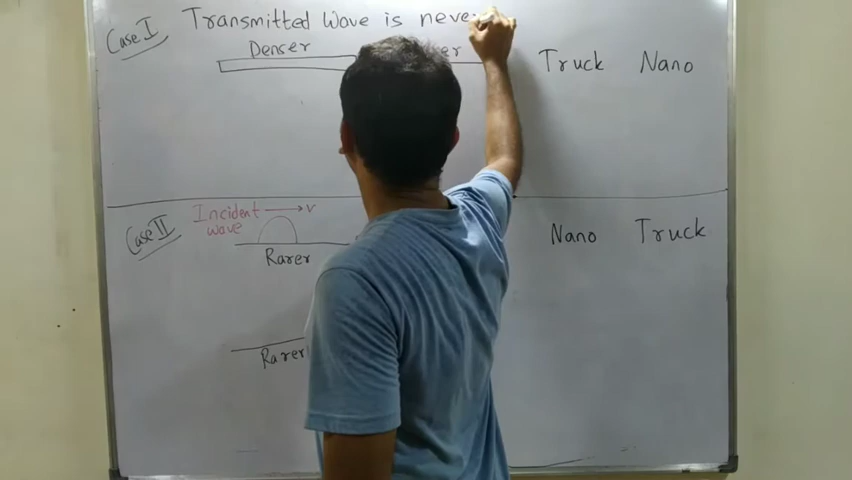 Case I
Transmitted wave is never
Denser
Truck Nano
Case II
Incident v
wave
Nano Truck
Rarer
Rarer